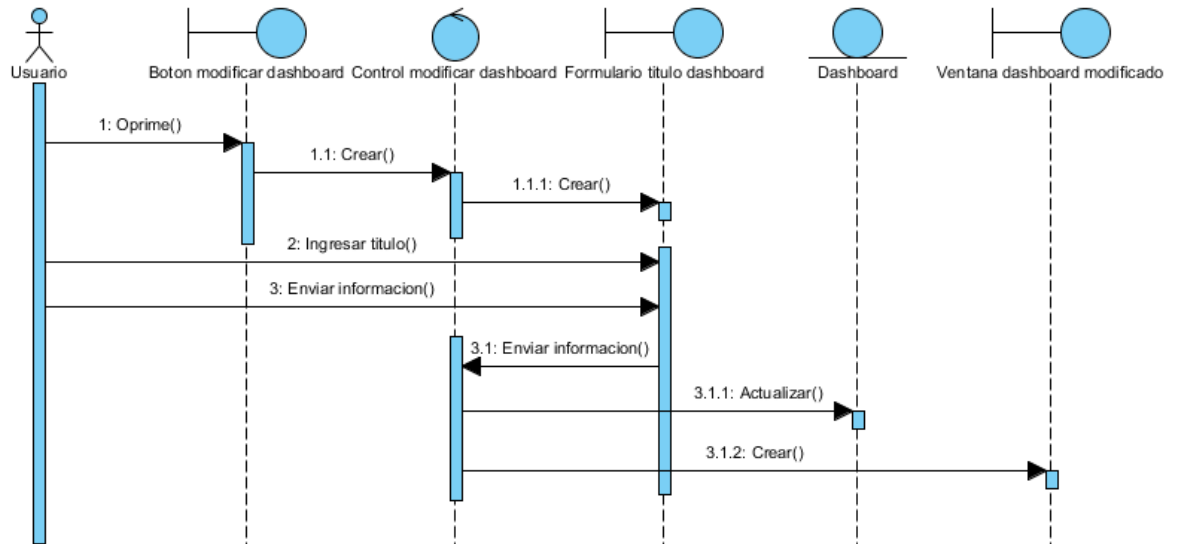 Usuario
Boton modificar dashboard
Control modificar dashboard
Formulario titulo dashboard
Dashboard
Ventana dashboard modificado
1: Oprime()
1.1: Crear()
1.1.1: Crear()
2: Ingresar titulo()
3: Enviar informacion()
3.1: Enviar informacion()
3.1.1: Actualizar()
3.1.2: Crear()